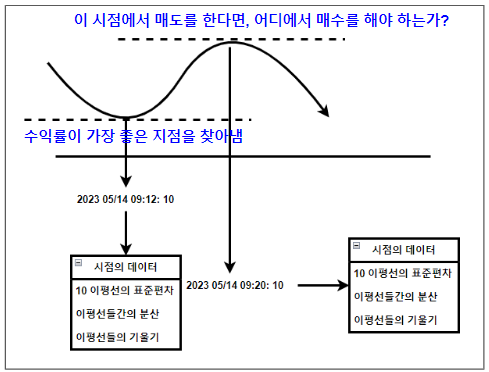 이 시점에서 매도를 한다면, 어디에서 매수를 해야 하는가?
수익률이 가장 좋은 지점을 찾아냄
2023 05/14 09:12: 10
시점의 데이터
10 이평선의 표준편차
이평선들간의 분산
이평선들의 기울기
2023 05/14 09:20: 10
시점의 데이터
10 이평선의 표준편차
이평선들간의 분산
이평선들의 기울기